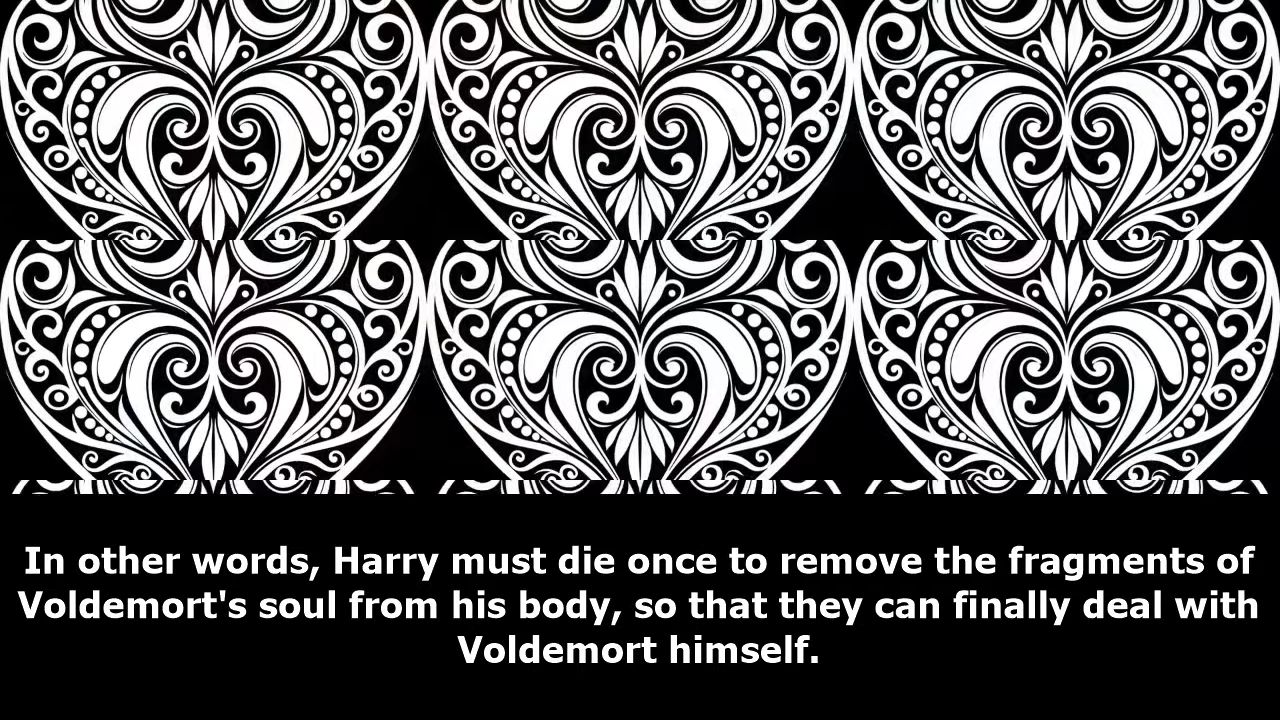 In other words, Harry must die once to remove the fragments of
Voldemort's soul from his body, so that they can finally deal with
Voldemort himself.